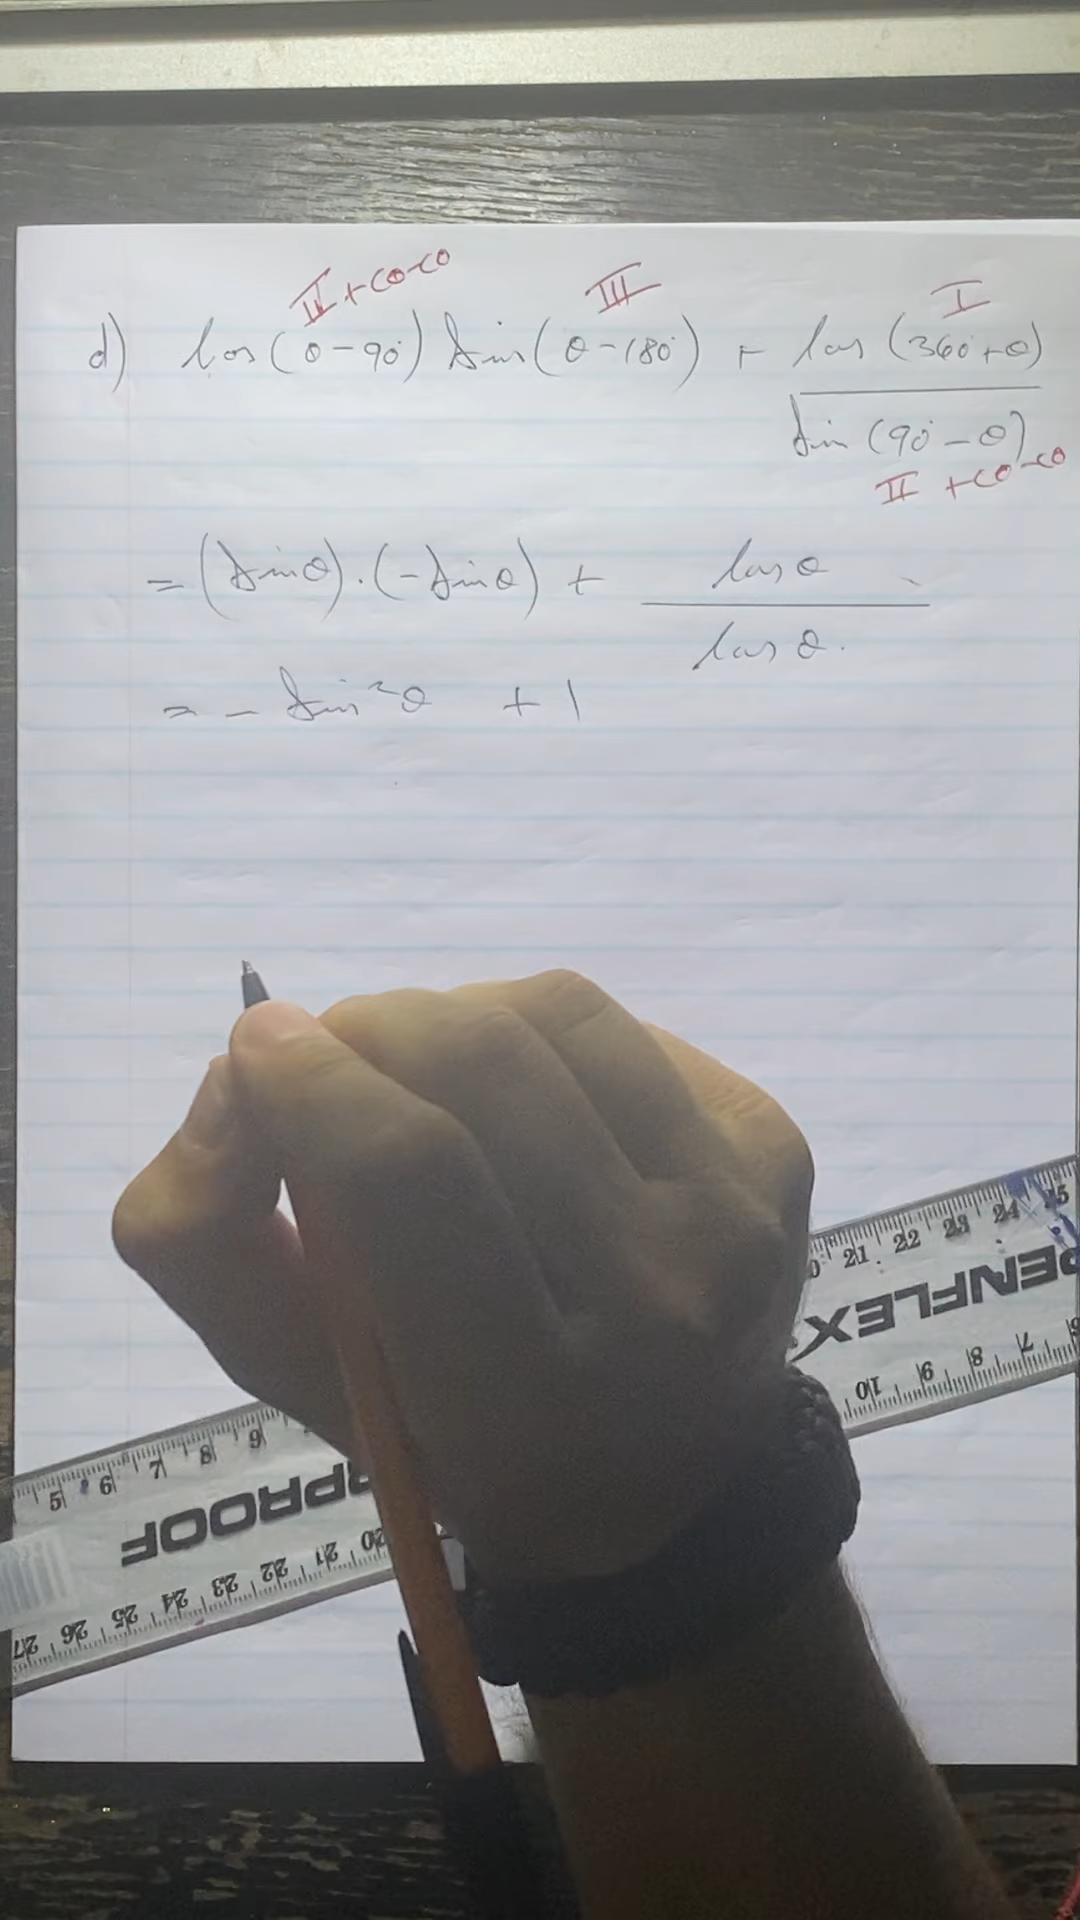 II + co-co III I
d) cos(θ-90°) sin(θ-180°) + cos(360°+θ)
sin(90°-θ)
II + co-co
= (sinθ).(-sinθ) + cosθ
cosθ.
= - sin²θ + 1
21 22 23 24 25
PENFLEX
10 9 8 7
5 6 7 8 9
RPROOF
27 26 25 24 23 22 21 20